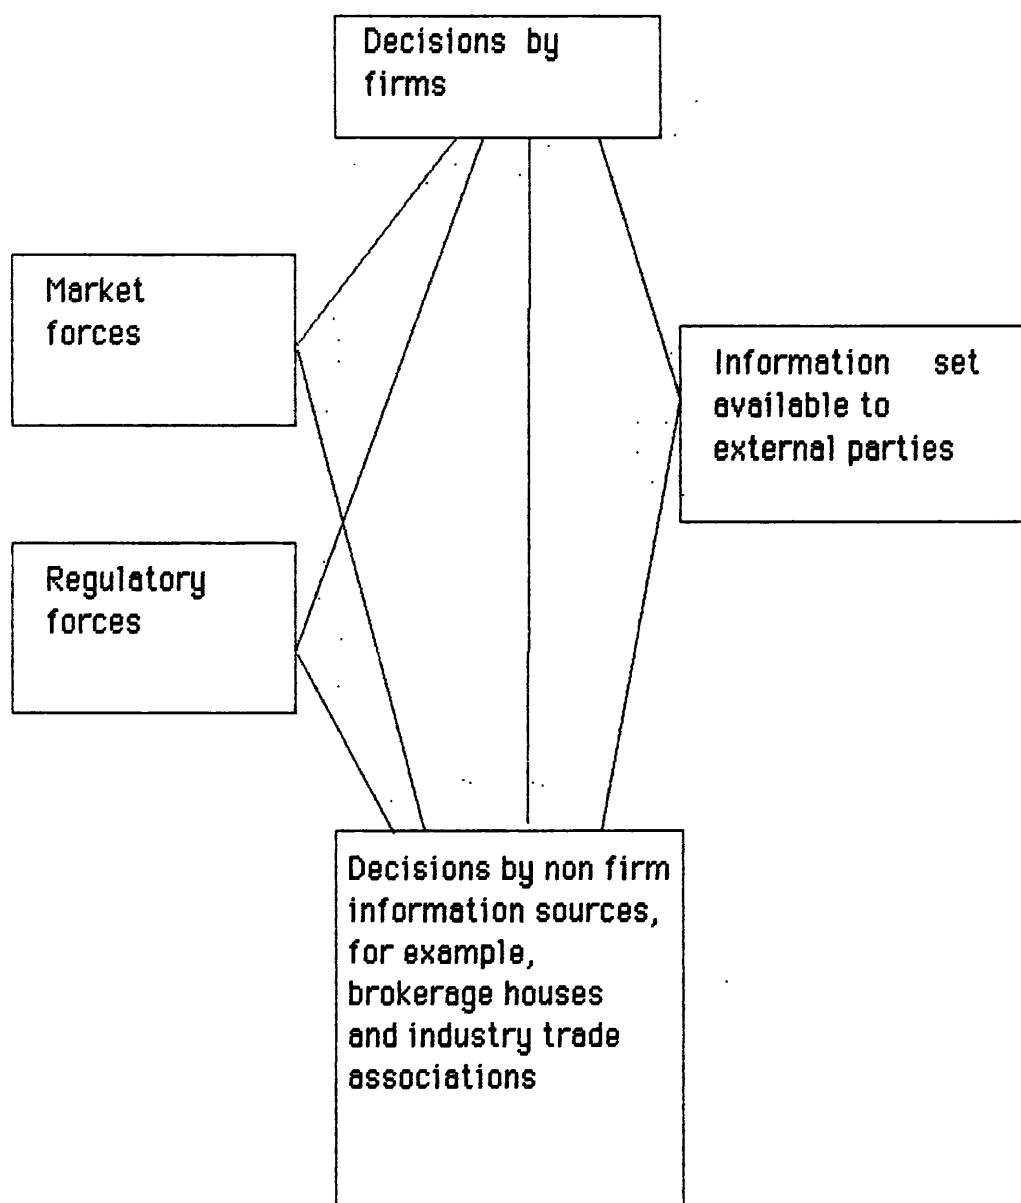 Decisions by
firms
Market
forces
Information set
available to
external parties
Regulatory
forces
Decisions by non firm
information sources,
for example,
brokerage houses
and industry trade
associations